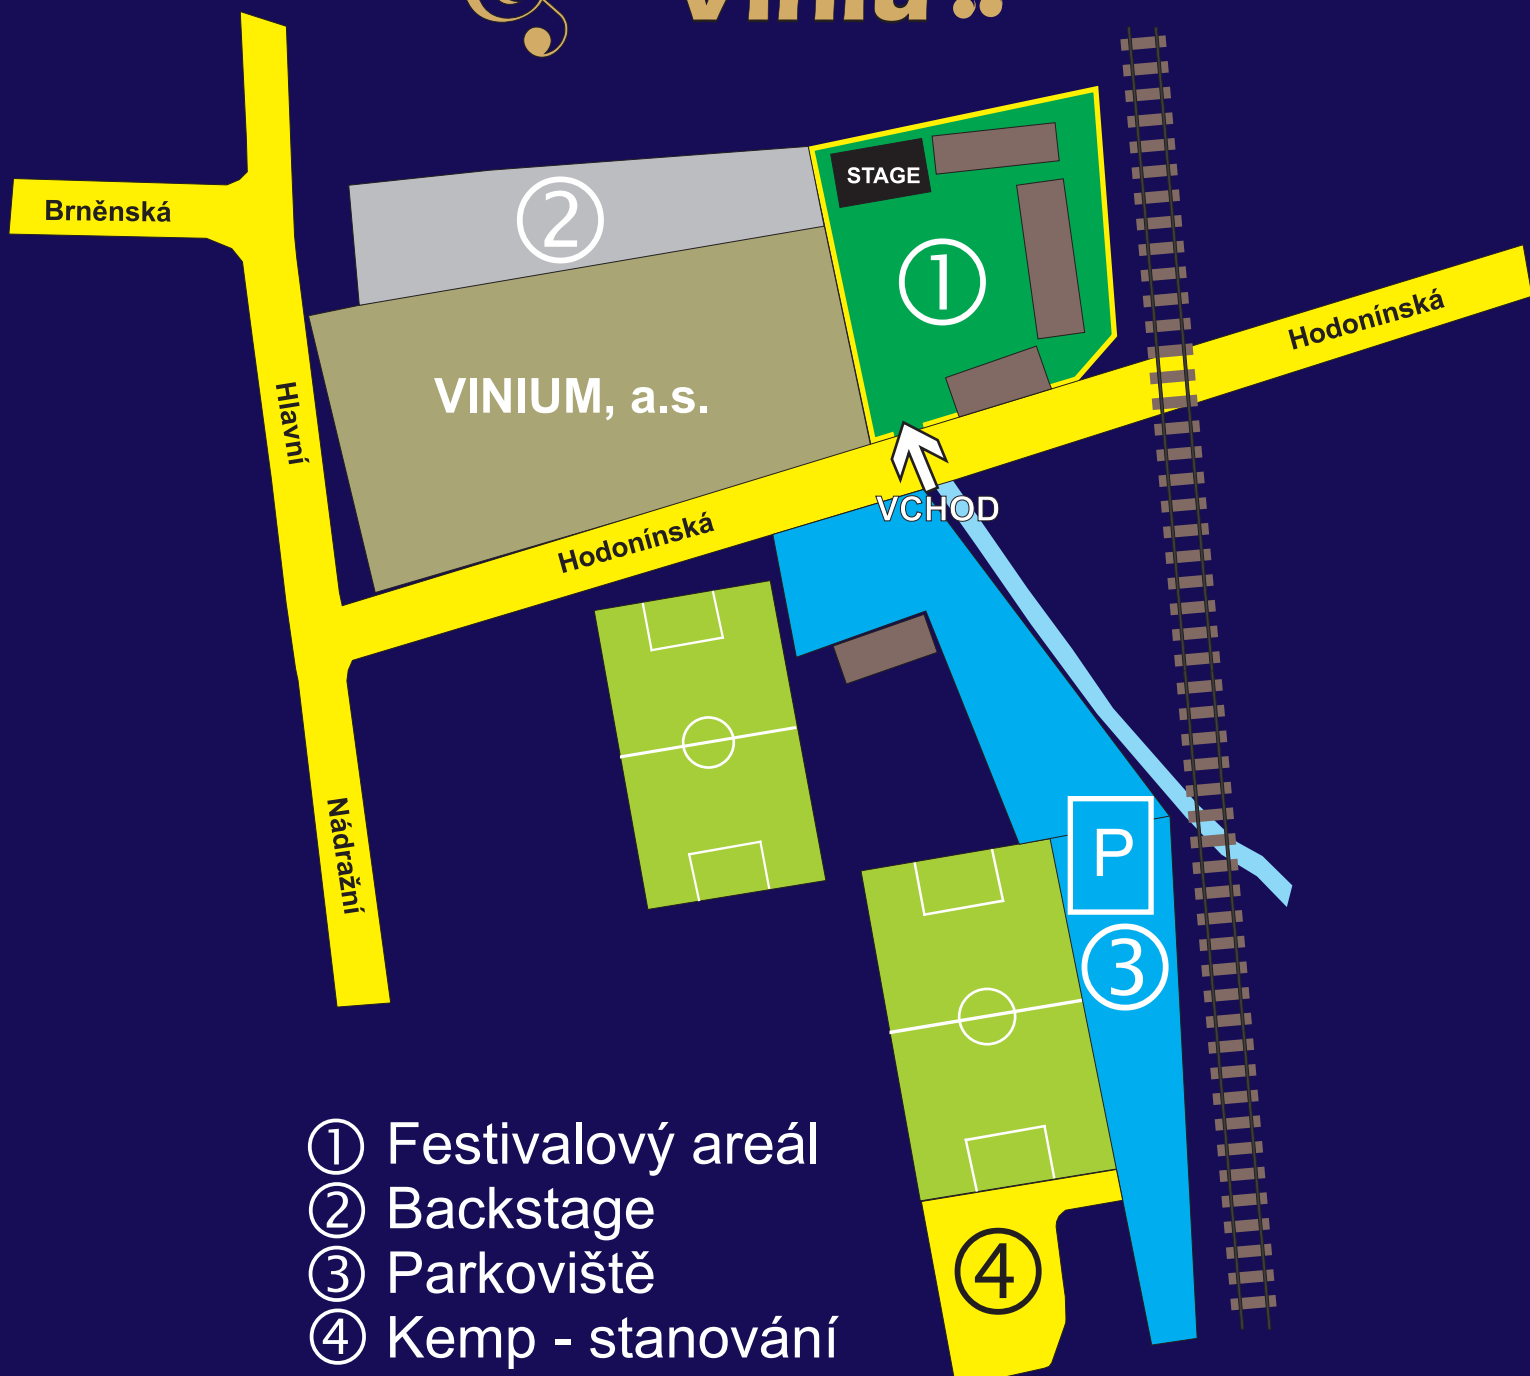 Brněnská
②
STAGE
①
Hodonínská
VINIUM, a.s.
Hlavní
VCHOD
Hodonínská
Nádražní
P
③
④
① Festivalový areál
② Backstage
③ Parkoviště
④ Kemp - stanování